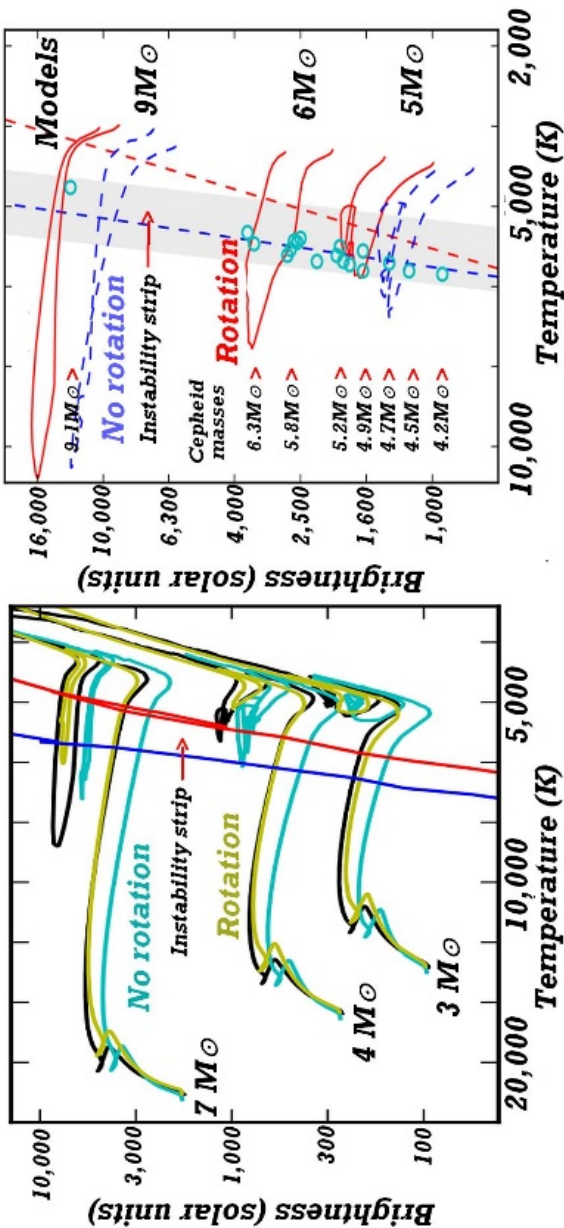 10,000
3,000
1,000
300
100
Brightness (solar units)
7 M☉
4 M☉
3 M☉
No rotation
Rotation
Instability strip
20,000
10,000
5,000
Temperature (K)
16,000
10,000
6,300
4,000
2,500
1,600
1,000
Brightness (solar units)
Models
9M☉
6M☉
5M☉
No rotation
Rotation
Instability strip
Cepheid
masses
9.1M☉
6.3M☉
5.8M☉
5.2M☉
4.9M☉
4.7M☉
4.5M☉
4.2M☉
10,000
5,000
2,000
Temperature (K)